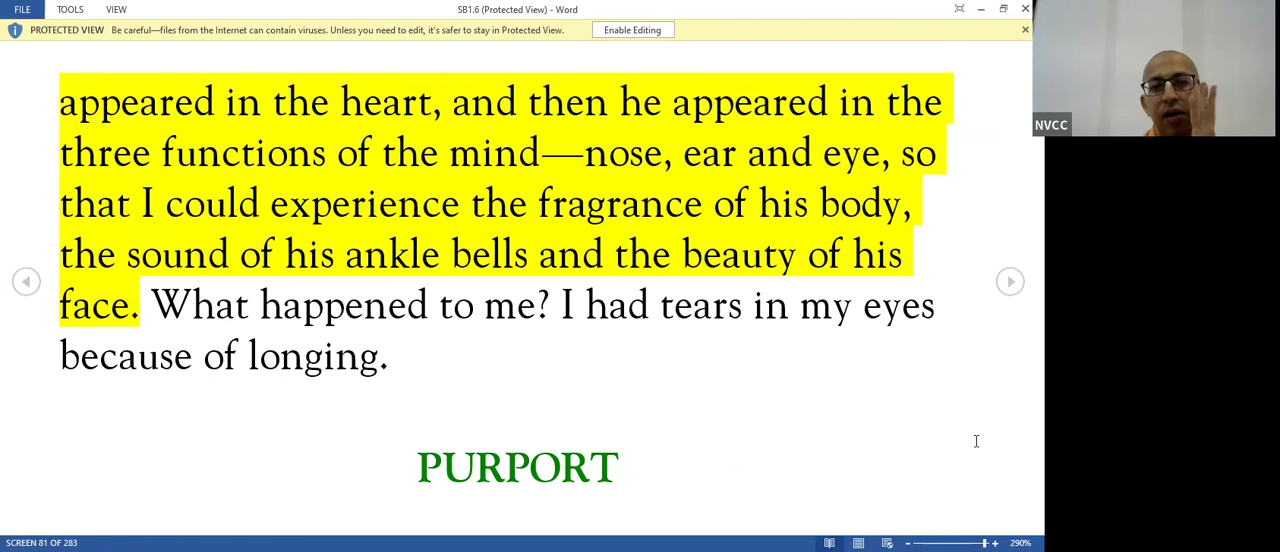 FILE TOOLS VIEW SB1.6 (Protected View) - Word
PROTECTED VIEW Be careful—files from the Internet can contain viruses. Unless you need to edit, it's safer to stay in Protected View. Enable Editing
appeared in the heart, and then he appeared in the
three functions of the mind—nose, ear and eye, so
that I could experience the fragrance of his body,
the sound of his ankle bells and the beauty of his
face. What happened to me? I had tears in my eyes
because of longing.
PURPORT
SCREEN 81 OF 283 290%
NVCC